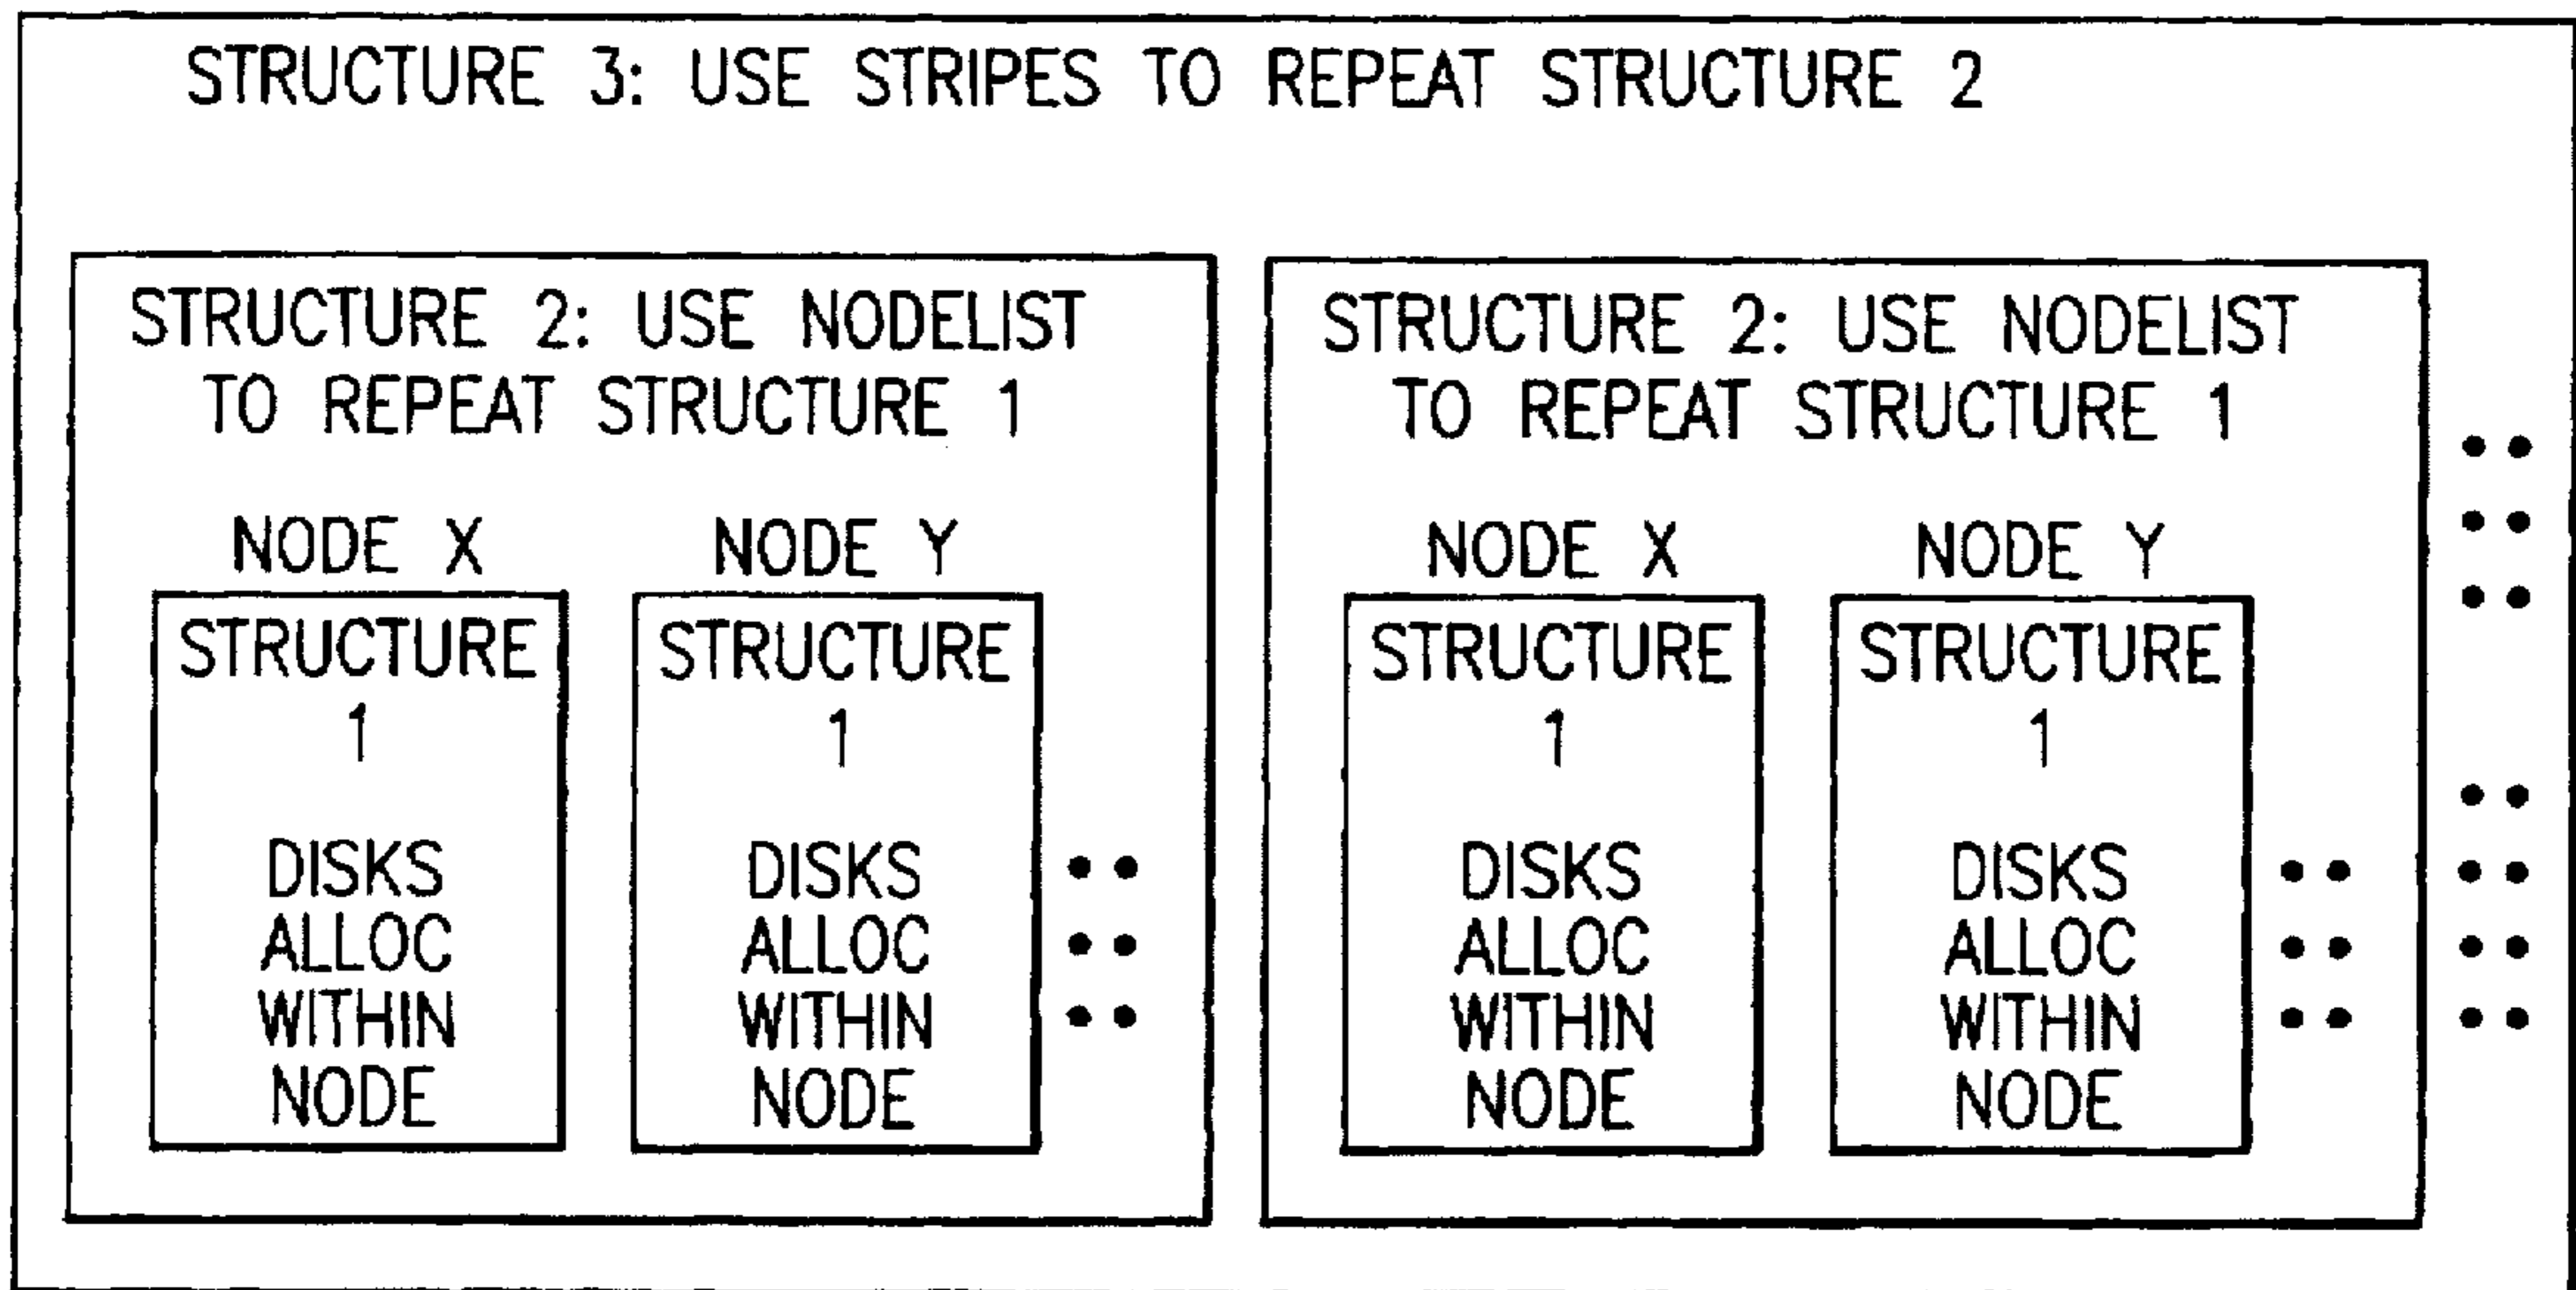 STRUCTURE 3: USE STRIPES TO REPEAT STRUCTURE 2
STRUCTURE 2: USE NODELIST
TO REPEAT STRUCTURE 1
NODE X
STRUCTURE
1
DISKS
ALLOC
WITHIN
NODE
NODE Y
STRUCTURE
1
DISKS
ALLOC
WITHIN
NODE
STRUCTURE 2: USE NODELIST
TO REPEAT STRUCTURE 1
NODE X
STRUCTURE
1
DISKS
ALLOC
WITHIN
NODE
NODE Y
STRUCTURE
1
DISKS
ALLOC
WITHIN
NODE